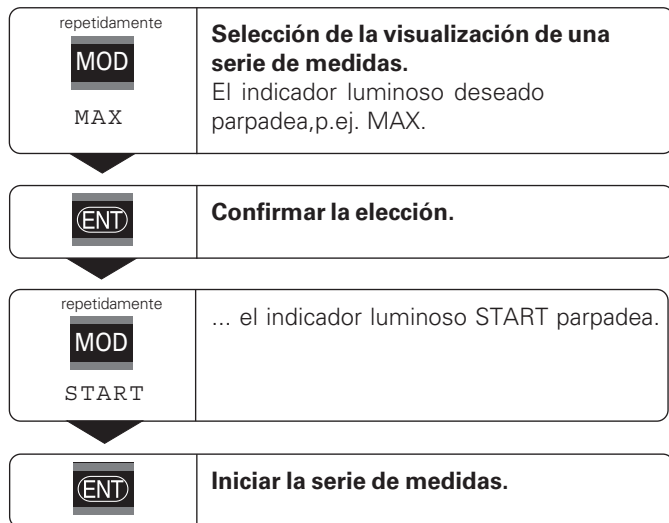 repetidamente
MOD
MAX
Selección de la visualización de una
serie de medidas.
El indicador luminoso deseado
parpadea,p.ej. MAX.
ENT
Confirmar la elección.
repetidamente
MOD
START
... el indicador luminoso START parpadea.
ENT
Iniciar la serie de medidas.